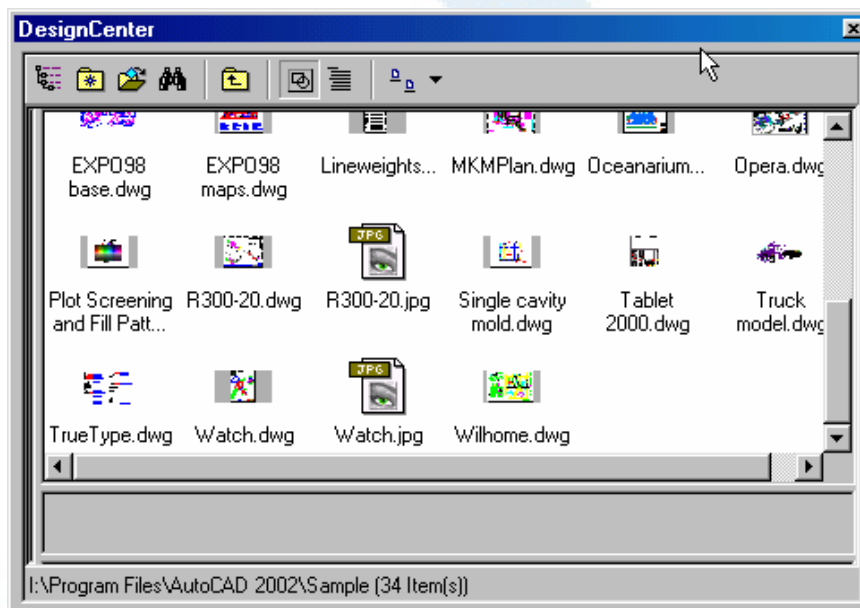 DesignCenter
EXPO98 EXPO98 Lineweights... MKMPlan.dwg Oceanarium... Opera.dwg
base.dwg maps.dwg
JPG
Plot Screening R300-20.dwg R300-20.jpg Single cavity Tablet Truck
and Fill Patt... mold.dwg 2000.dwg model.dwg
JPG
TrueType.dwg Watch.dwg Watch.jpg Wilhome.dwg
I:\Program Files\AutoCAD 2002\Sample (34 Item(s))